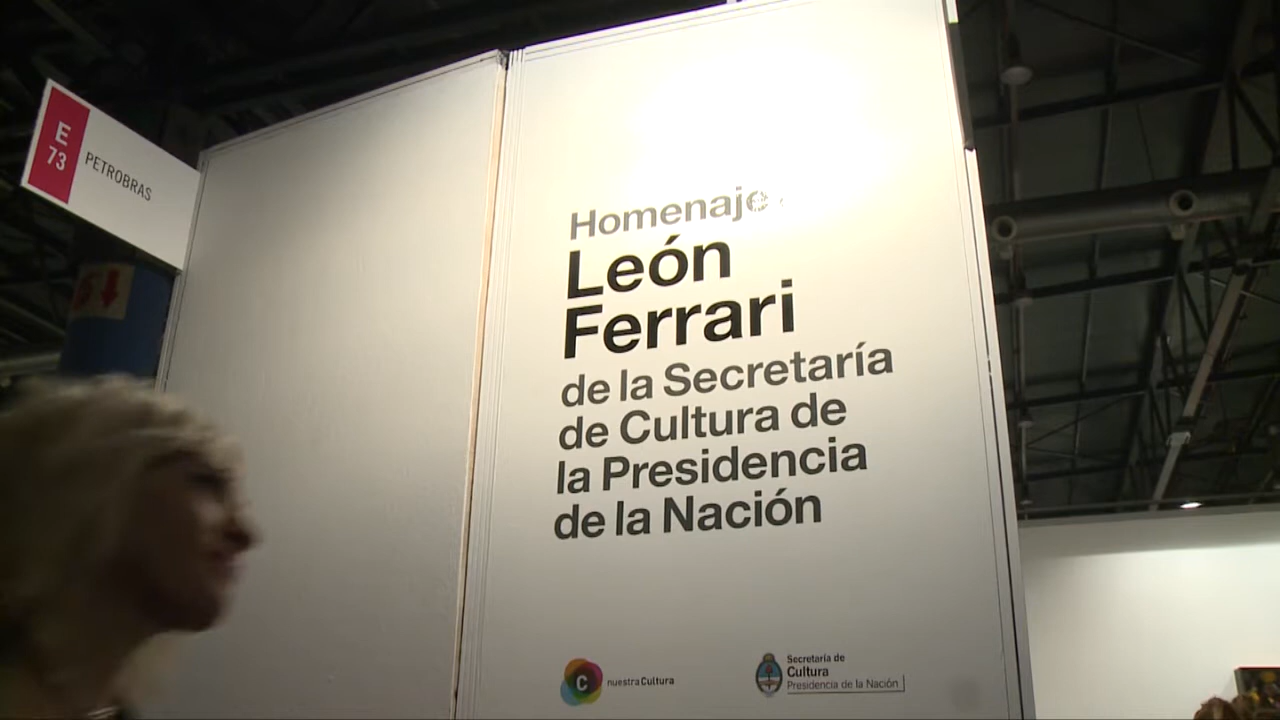 E
73
PETROBRAS
Homenaje
León
Ferrari
de la Secretaría
de Cultura de
la Presidencia
de la Nación
C
nuestraCultura
Secretaría de
Cultura
Presidencia de la Nación